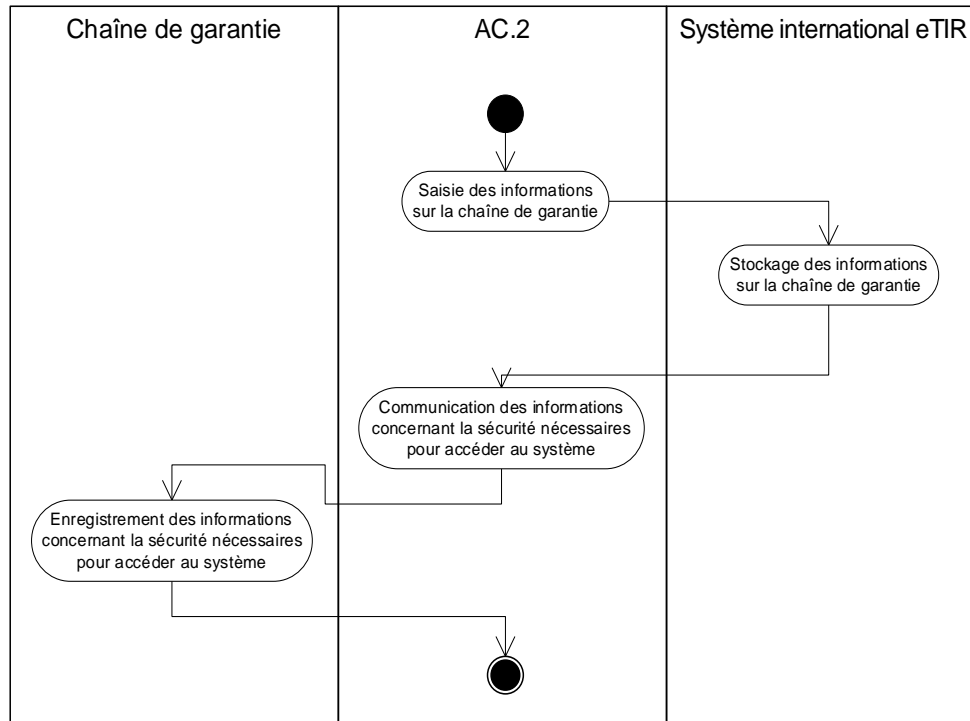 Chaîne de garantie
AC.2
Système international eTIR
Saisie des informations
sur la chaîne de garantie
Stockage des informations
sur la chaîne de garantie
Communication des informations
concernant la sécurité nécessaires
pour accéder au système
Enregistrement des informations
concernant la sécurité nécessaires
pour accéder au système